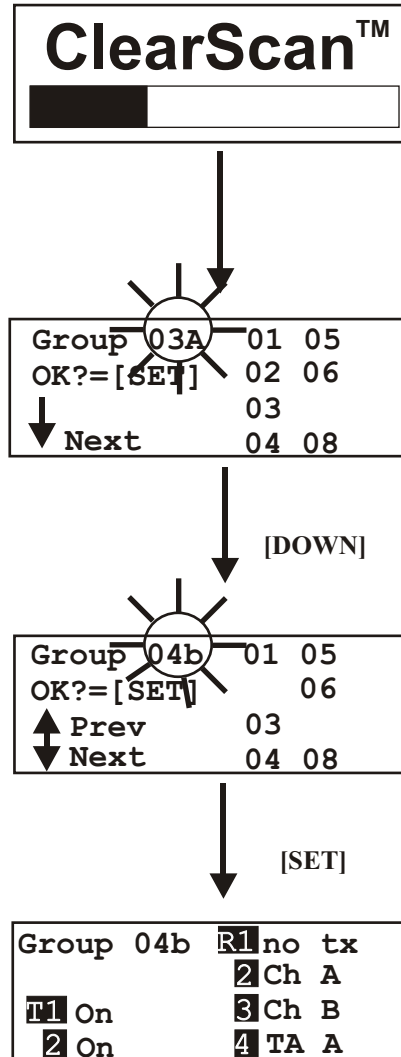 ClearScan™
Group 03A 01 05
OK?=[SET] 02 06
03
Next 04 08
[DOWN]
Group 04b 01 05
OK?=[SET] 06
Prev 03
Next 04 08
[SET]
Group 04b R1 no tx
2 Ch A
T1 On 3 Ch B
2 On 4 TA A